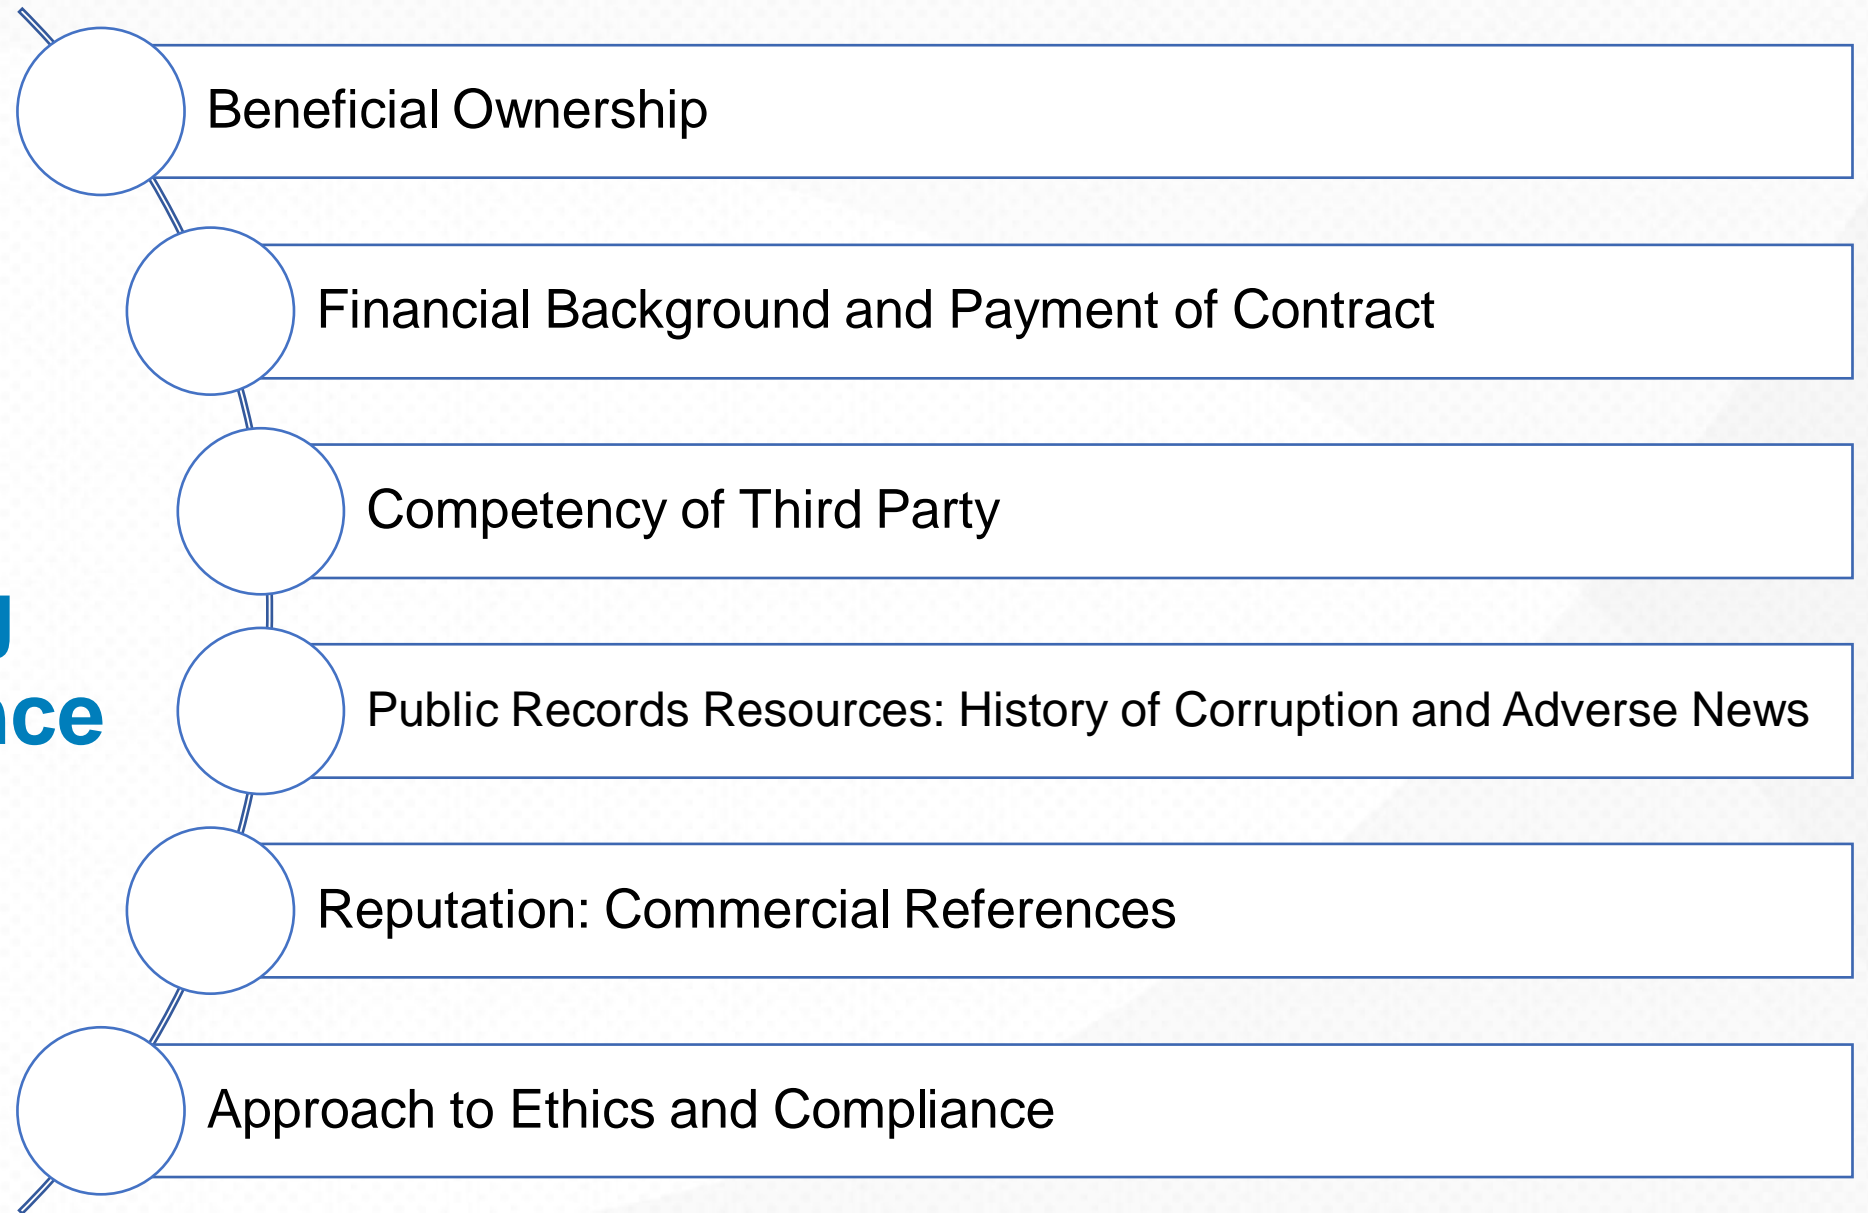 Beneficial Ownership
Financial Background and Payment of Contract
Competency of Third Party
Public Records Resources: History of Corruption and Adverse News
Reputation: Commercial References
Approach to Ethics and Compliance